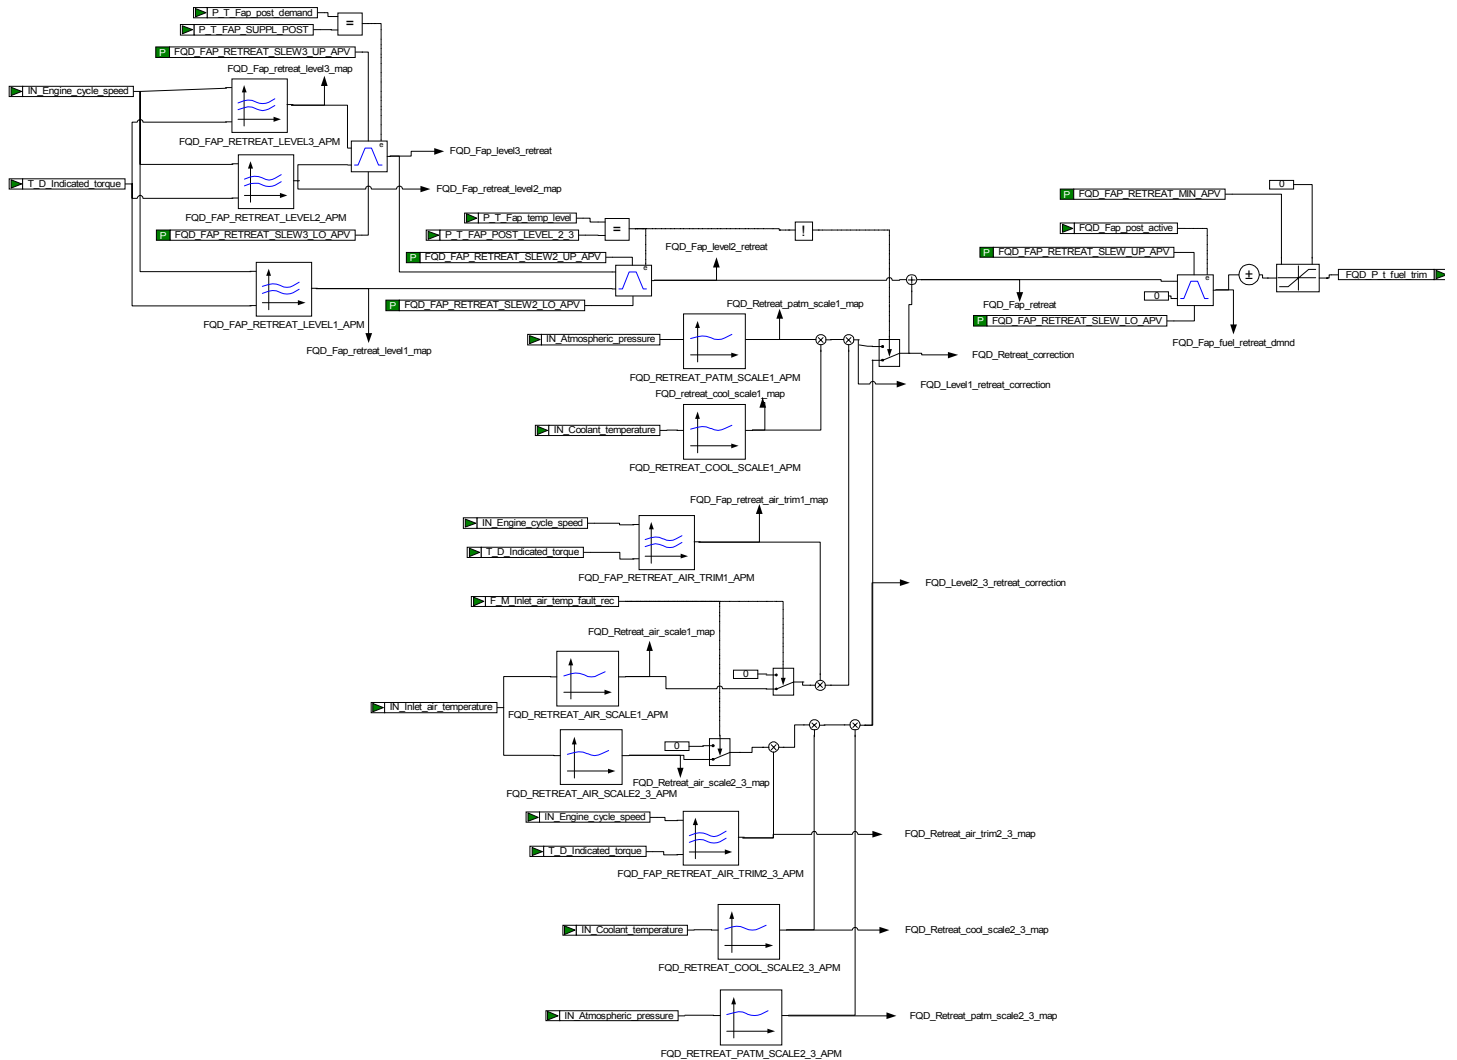 P_T_Fap_post_demand
P_T_FAP_SUPPL_POST
=
P FQD_FAP_RETREAT_SLEW3_UP_APV
FQD_Fap_retreat_level3_map
IN_Engine_cycle_speed
FQD_FAP_RETREAT_LEVEL3_APM
e
FQD_Fap_level3_retreat
T_D_Indicated_torque
FQD_Fap_retreat_level2_map
FQD_FAP_RETREAT_LEVEL2_APM
P FQD_FAP_RETREAT_SLEW3_LO_APV
P_T_Fap_temp_level
P_T_FAP_POST_LEVEL_2_3
=
!
FQD_Fap_level2_retreat
P FQD_FAP_RETREAT_SLEW2_UP_APV
e
P FQD_FAP_RETREAT_SLEW2_LO_APV
FQD_FAP_RETREAT_LEVEL1_APM
FQD_Fap_retreat_level1_map
0
P FQD_FAP_RETREAT_MIN_APV
FQD_Fap_post_active
P FQD_FAP_RETREAT_SLEW_UP_APV
e
±
FQD_P_t_fuel_trim
0
FQD_Fap_retreat
P FQD_FAP_RETREAT_SLEW_LO_APV
FQD_Fap_fuel_retreat_dmnd
FQD_Retreat_patm_scale1_map
IN_Atmospheric_pressure
FQD_RETREAT_PATM_SCALE1_APM
FQD_Retreat_correction
FQD_Level1_retreat_correction
FQD_retreat_cool_scale1_map
IN_Coolant_temperature
FQD_RETREAT_COOL_SCALE1_APM
FQD_Fap_retreat_air_trim1_map
IN_Engine_cycle_speed
T_D_Indicated_torque
FQD_FAP_RETREAT_AIR_TRIM1_APM
FQD_Level2_3_retreat_correction
F_M_Inlet_air_temp_fault_rec
FQD_Retreat_air_scale1_map
0
IN_Inlet_air_temperature
FQD_RETREAT_AIR_SCALE1_APM
0
FQD_Retreat_air_scale2_3_map
FQD_RETREAT_AIR_SCALE2_3_APM
IN_Engine_cycle_speed
FQD_Retreat_air_trim2_3_map
T_D_Indicated_torque
FQD_FAP_RETREAT_AIR_TRIM2_3_APM
IN_Coolant_temperature
FQD_Retreat_cool_scale2_3_map
FQD_RETREAT_COOL_SCALE2_3_APM
IN_Atmospheric_pressure
FQD_Retreat_patm_scale2_3_map
FQD_RETREAT_PATM_SCALE2_3_APM